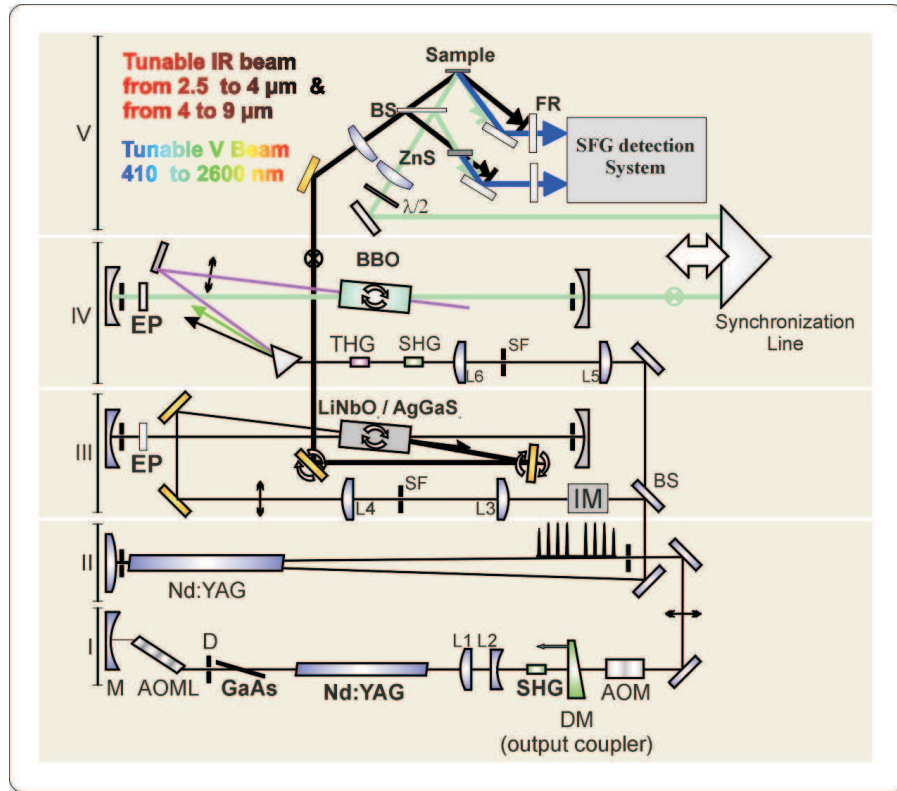 V
Tunable IR beam
from 2.5 to 4 µm &
from 4 to 9 µm
Tunable V Beam
410 to 2600 nm
Sample
BS
FR
ZnS
SFG detection
System
λ/2
IV
BBO
EP
THG
SHG
SF
L6
L5
Synchronization
Line
III
LiNbO / AgGaS
EP
SF
L4
L3
IM
BS
II
Nd:YAG
I
M
AOML
D
GaAs
Nd:YAG
L1
L2
SHG
DM
(output coupler)
AOM